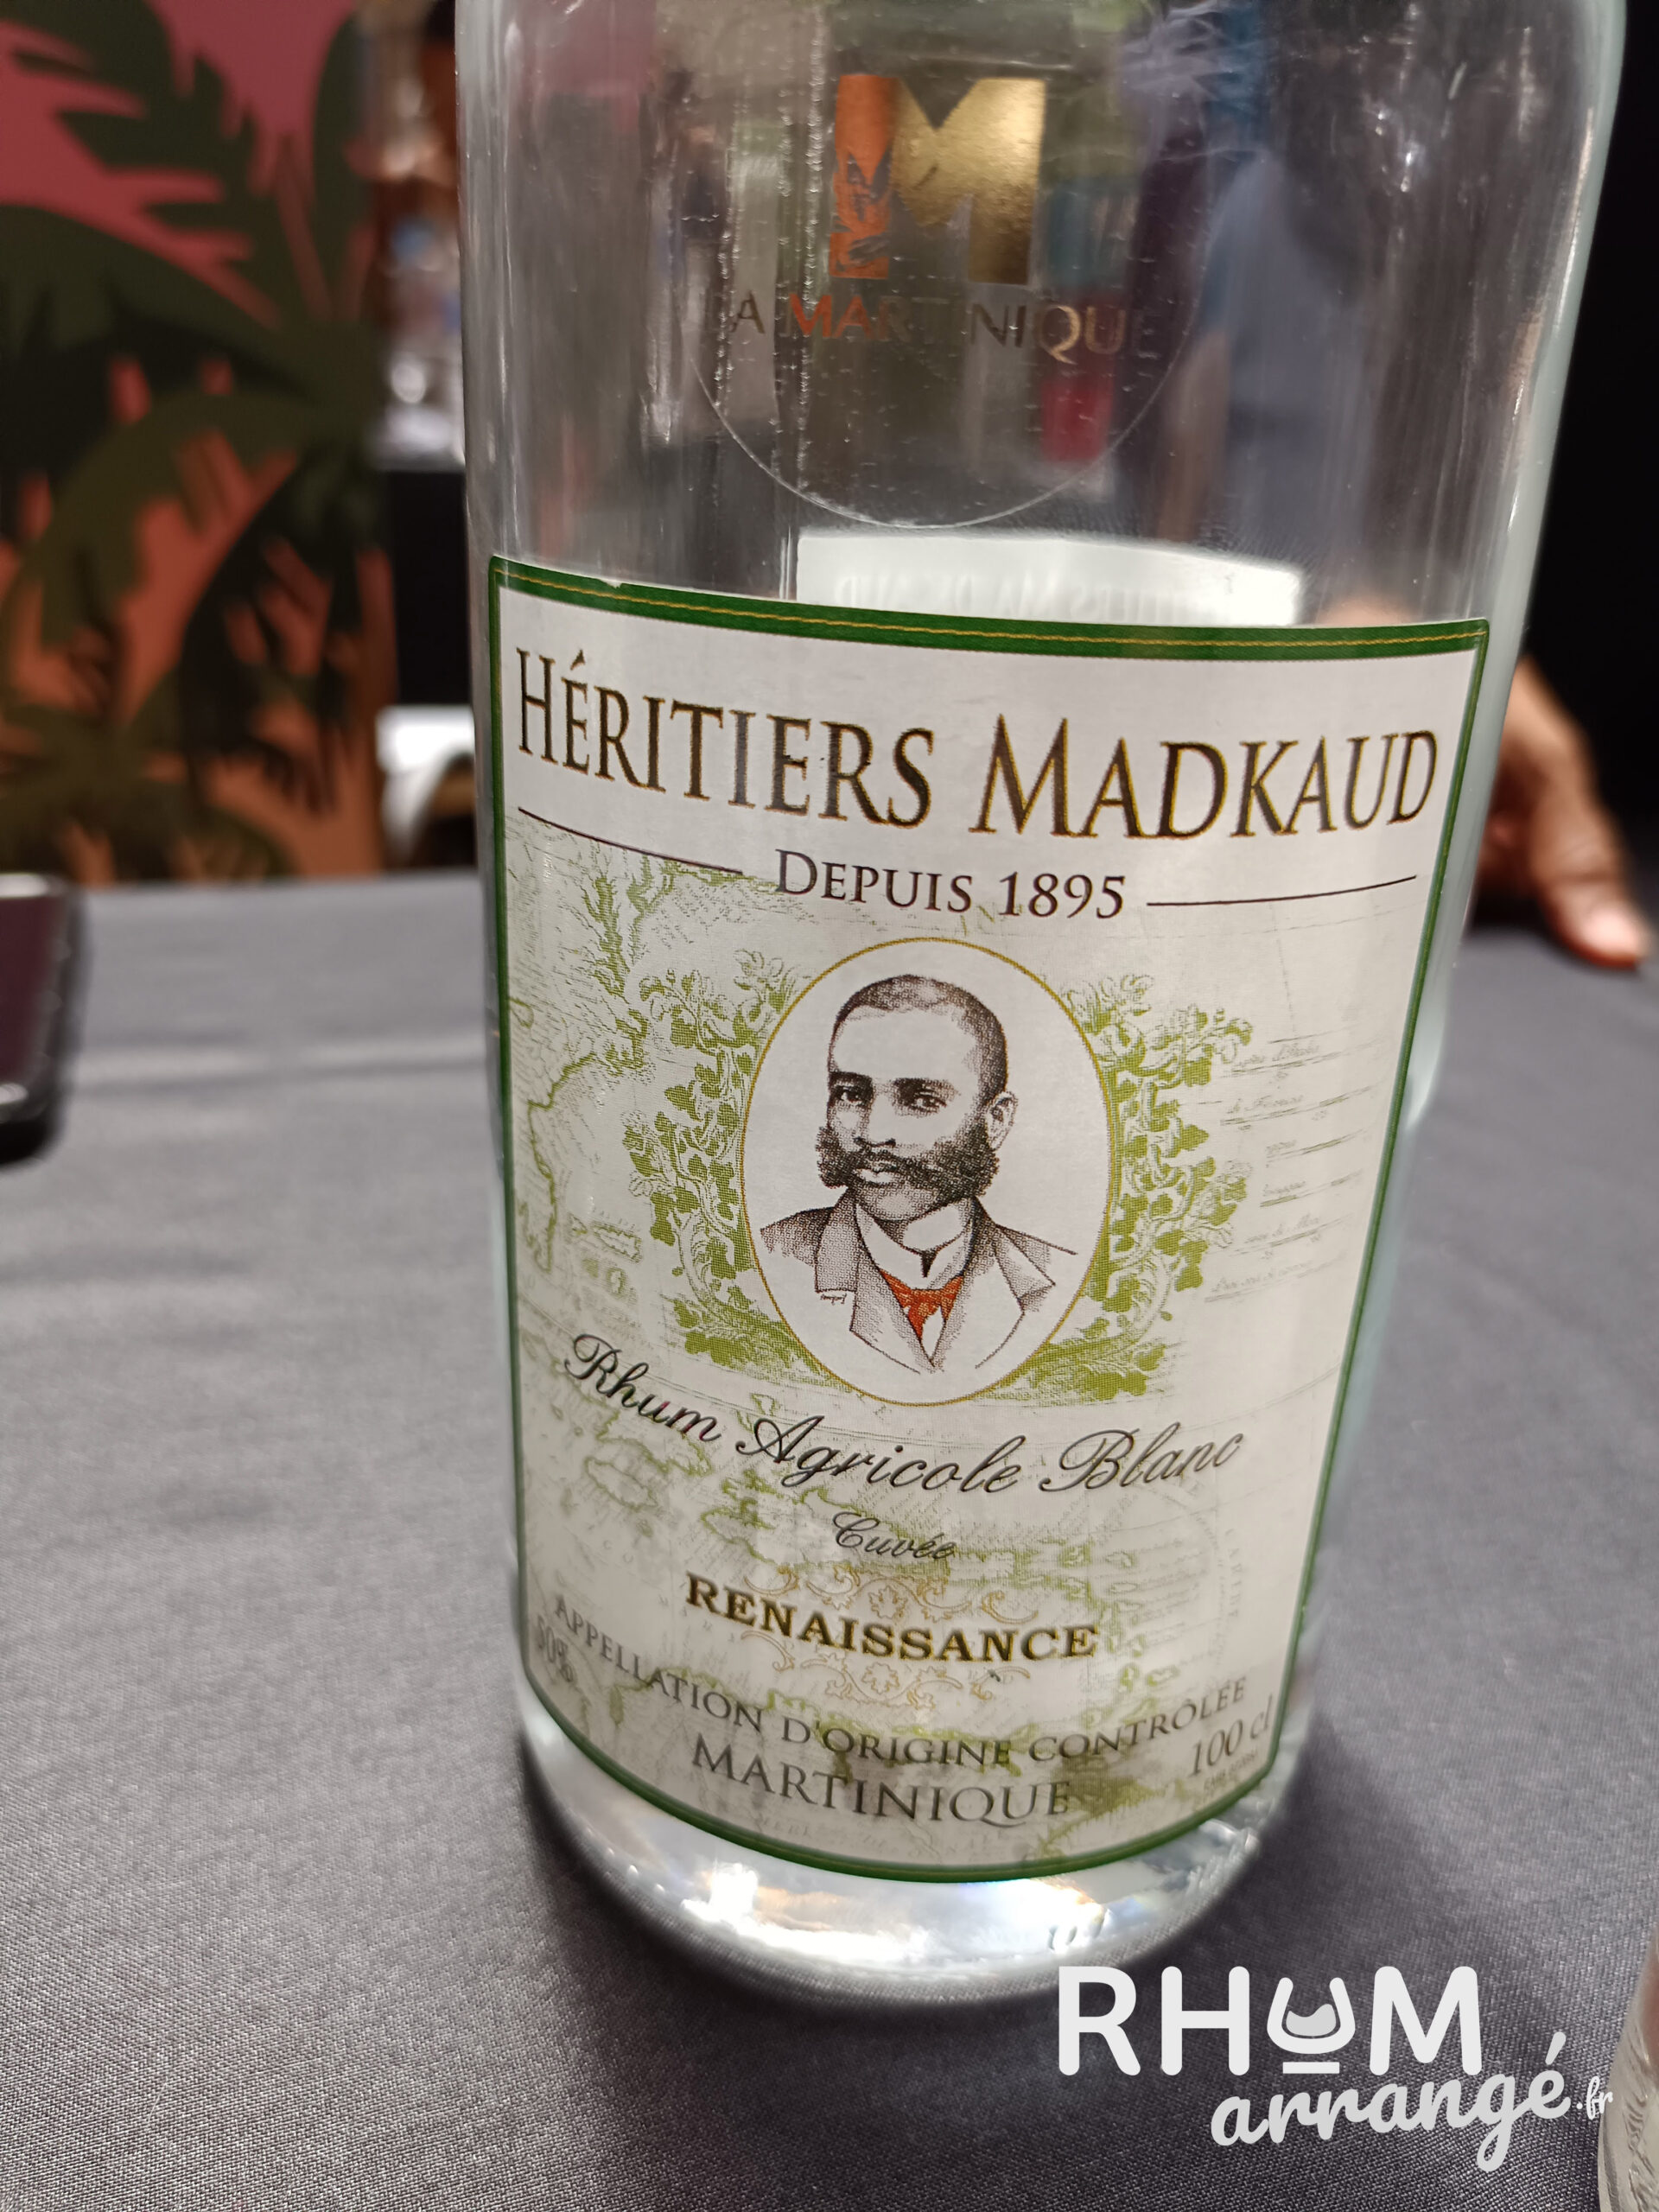 M
LA MARTINIQUE
HÉRITIERS MADKAUD
DEPUIS 1895
Rhum Agricole Blanc
Cuvée
RENAISSANCE
APPELLATION D'ORIGINE CONTRÔLÉE
50%
MARTINIQUE
100 cl
RHUM
arrangé.fr